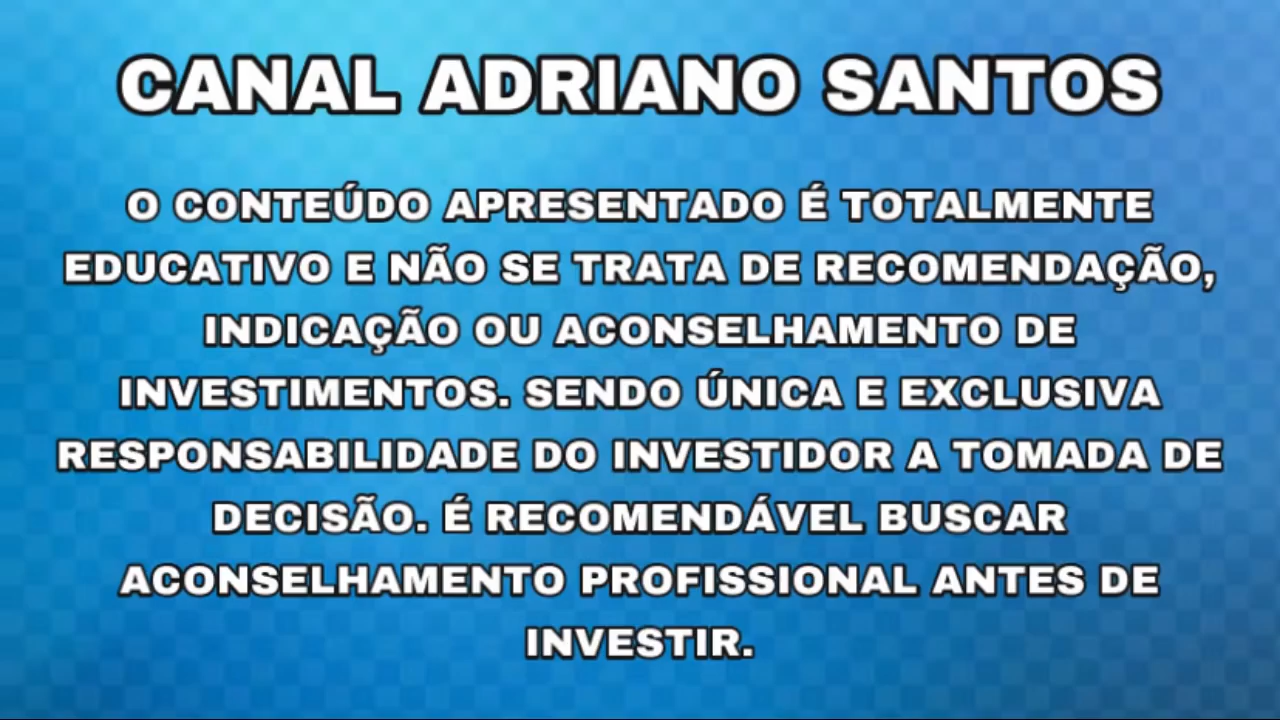 CANAL ADRIANO SANTOS
O CONTEÚDO APRESENTADO É TOTALMENTE
EDUCATIVO E NÃO SE TRATA DE RECOMENDAÇÃO,
INDICAÇÃO OU ACONSELHAMENTO DE
INVESTIMENTOS. SENDO ÚNICA E EXCLUSIVA
RESPONSABILIDADE DO INVESTIDOR A TOMADA DE
DECISÃO. É RECOMENDÁVEL BUSCAR
ACONSELHAMENTO PROFISSIONAL ANTES DE
INVESTIR.